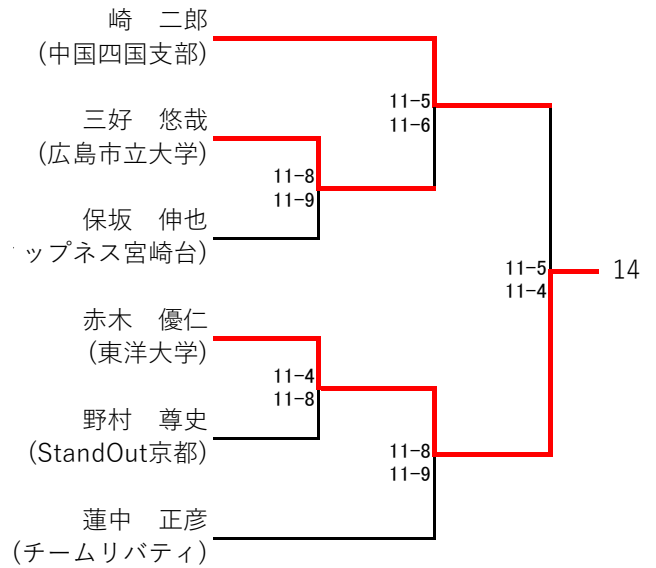 崎　二郎
(中国四国支部)
11-5
11-6
三好　悠哉
(広島市立大学)
11-8
11-9
保坂　伸也
ップネス宮崎台)
11-5
11-4
14
赤木　優仁
(東洋大学)
11-4
11-8
野村　尊史
(StandOut京都)
11-8
11-9
蓮中　正彦
(チームリバティ)